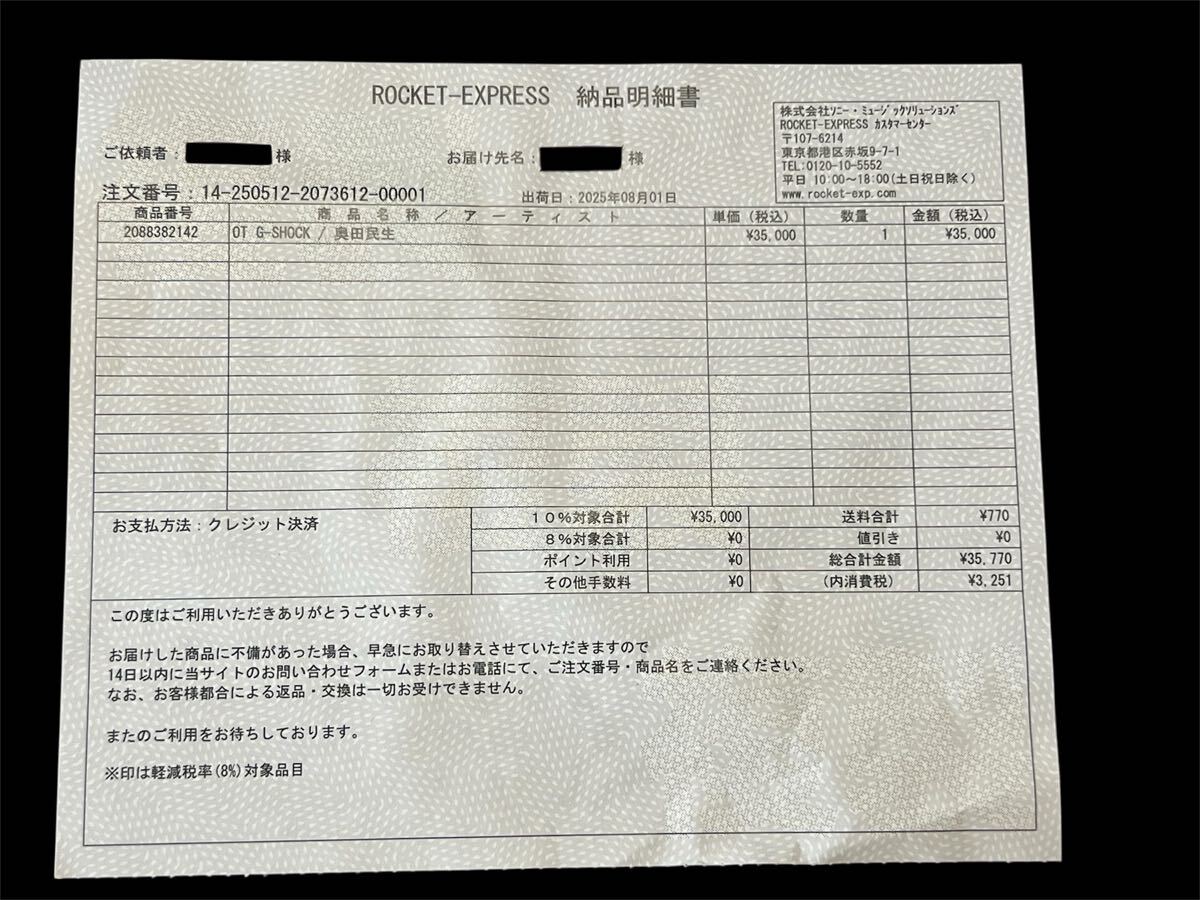 ROCKET-EXPRESS 納品明細書
株式会社ｿﾆｰ・ﾐｭｰｼﾞｯｸｿﾘｭｰｼｮﾝｽﾞ
ROCKET-EXPRESS ｶｽﾀﾏｰｾﾝﾀｰ
〒107-6214
東京都港区赤坂9-7-1
TEL:0120-10-5552
平日 10:00～18:00(土日祝日除く)
www.rocket-exp.com
ご依頼者： 様 お届け先名： 様
注文番号：14-250512-2073612-00001 出荷日：2025年08月01日
商品番号 商品名称／アーティスト 単価（税込） 数量 金額（税込）
2088382142 OT G-SHOCK / 奥田民生 ¥35,000 1 ¥35,000
お支払方法：クレジット決済
１０％対象合計 ¥35,000 送料合計 ¥770
８％対象合計 ¥0 値引き ¥0
ポイント利用 ¥0 総合計金額 ¥35,770
その他手数料 ¥0 （内消費税） ¥3,251
この度はご利用いただきありがとうございます。
お届けした商品に不備があった場合、早急にお取り替えさせていただきますので
14日以内に当サイトのお問い合わせフォームまたはお電話にて、ご注文番号・商品名をご連絡ください。
なお、お客様都合による返品・交換は一切お受けできません。
またのご利用をお待ちしております。
※印は軽減税率(8%)対象品目